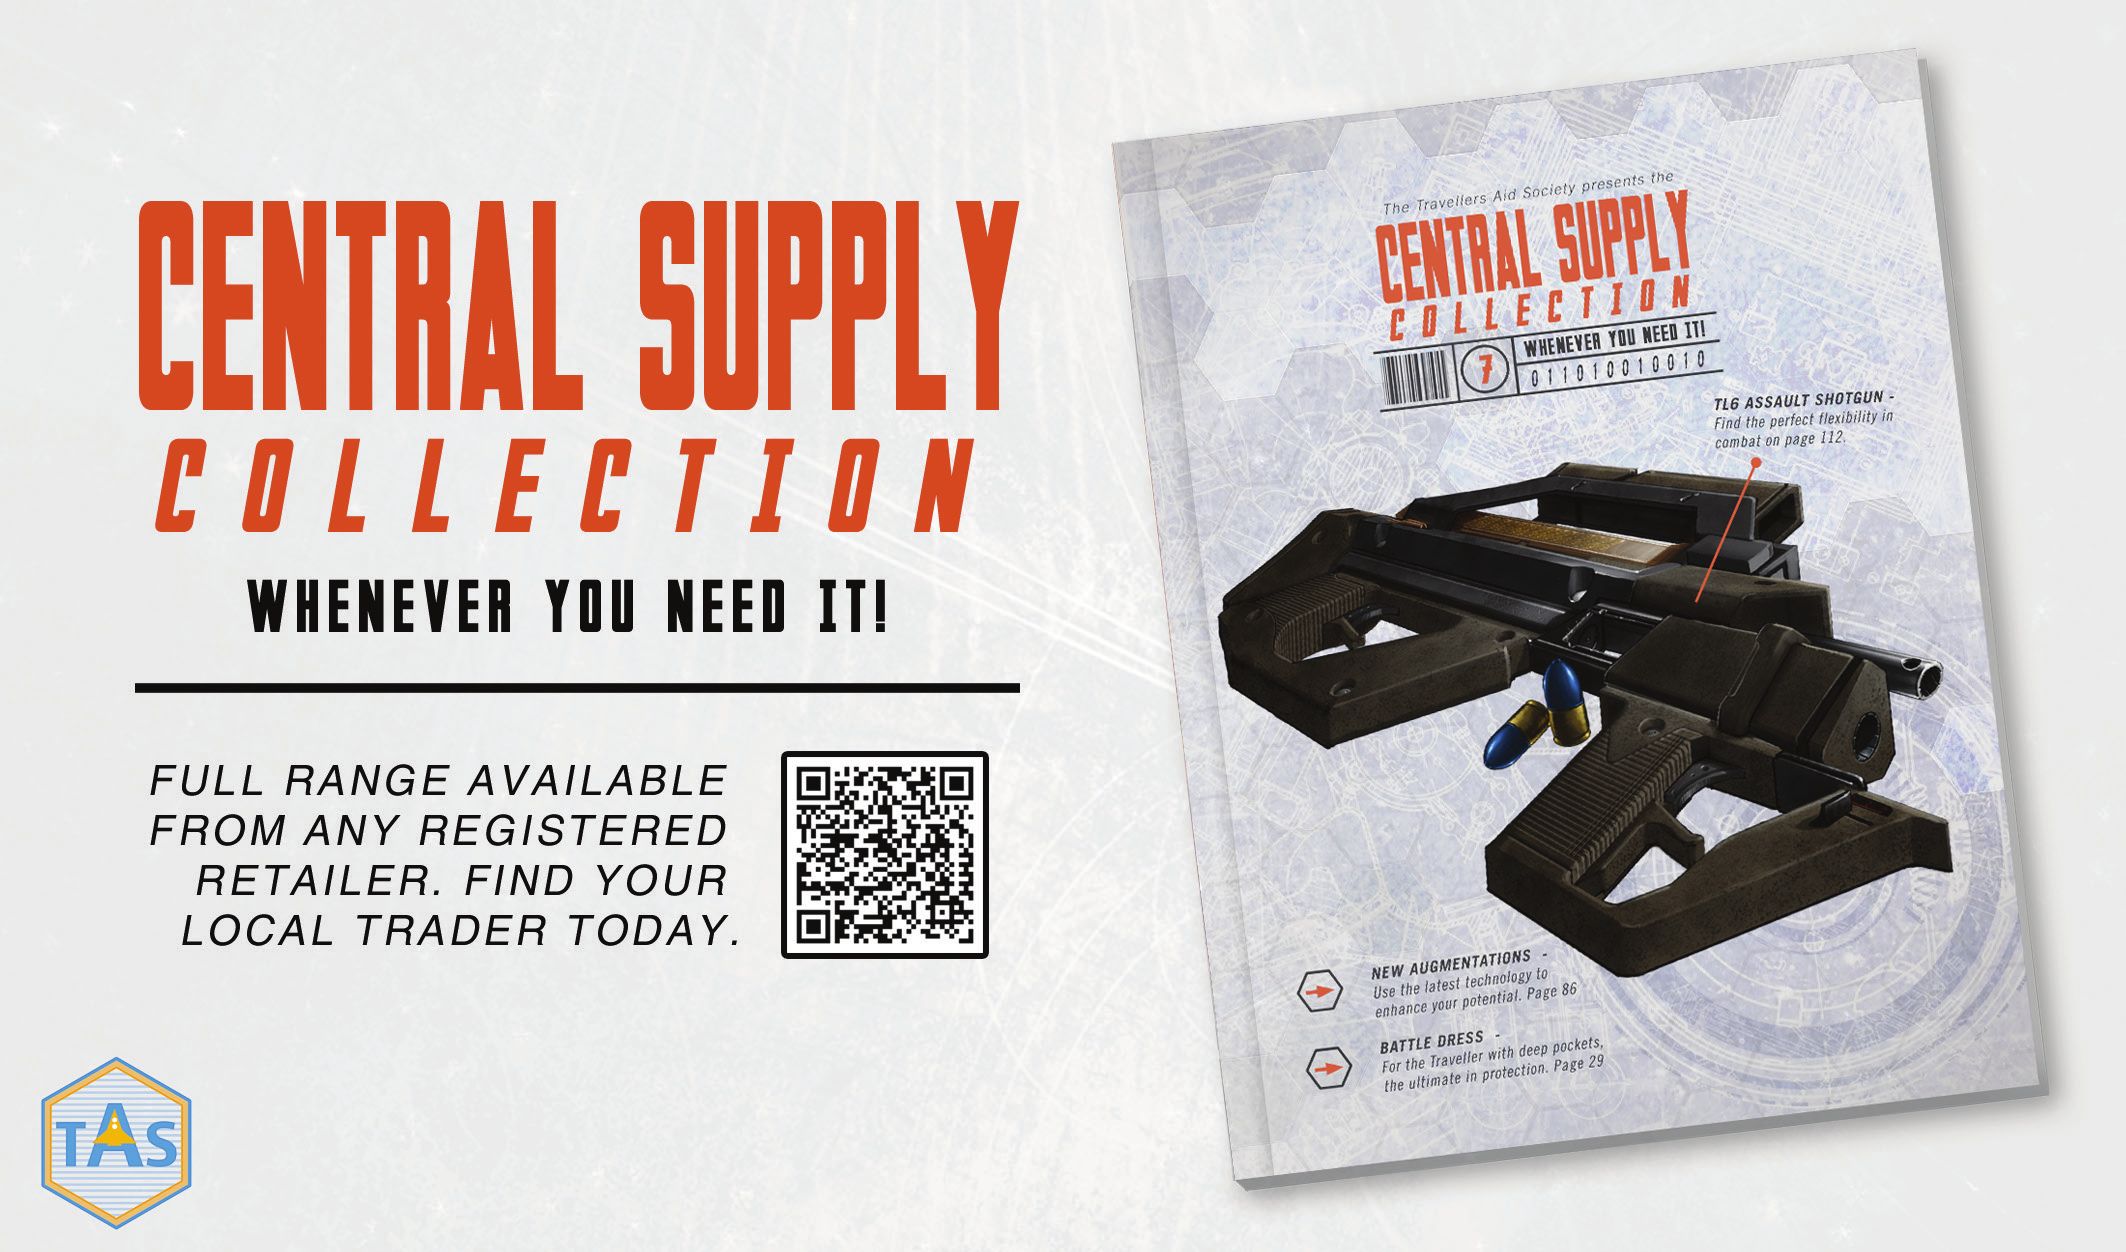 CENTRAL SUPPLY
COLLECTION
WHENEVER YOU NEED IT!
FULL RANGE AVAILABLE
FROM ANY REGISTERED
RETAILER. FIND YOUR
LOCAL TRADER TODAY.
TAS
The Travellers Aid Society presents the
CENTRAL SUPPLY
COLLECTION
7
WHENEVER YOU NEED IT!
011010010010
TL6 ASSAULT SHOTGUN -
Find the perfect flexibility in
combat on page 112.
NEW AUGMENTATIONS -
Use the latest technology to
enhance your potential. Page 86
BATTLE DRESS -
For the Traveller with deep pockets,
the ultimate in protection. Page 29